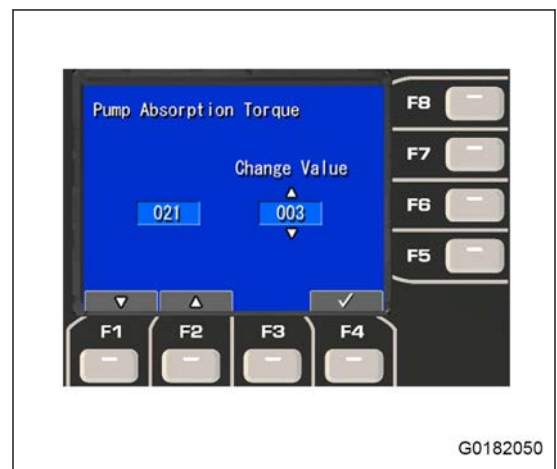 Pump Absorption Torque
F8
F7
Change Value
021 003
F6
F5
✓
F1 F2 F3 F4
G0182050